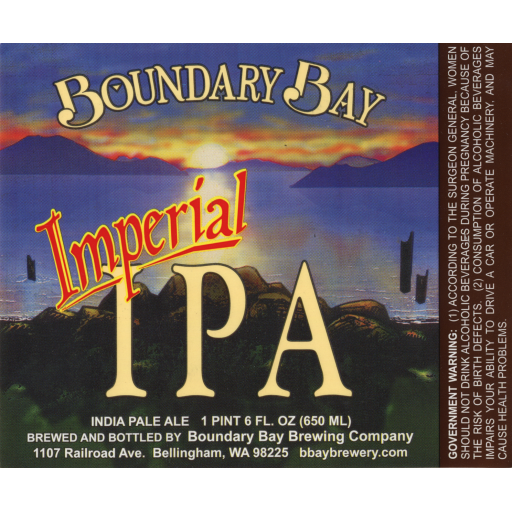 BOUNDARY BAY
Imperial
IPA
INDIA PALE ALE 1 PINT 6 FL. OZ (650 ML)
BREWED AND BOTTLED BY Boundary Bay Brewing Company
1107 Railroad Ave. Bellingham, WA 98225 bbaybrewery.com
GOVERNMENT WARNING: (1) ACCORDING TO THE SURGEON GENERAL, WOMEN
SHOULD NOT DRINK ALCOHOLIC BEVERAGES DURING PREGNANCY BECAUSE OF
THE RISK OF BIRTH DEFECTS. (2) CONSUMPTION OF ALCOHOLIC BEVERAGES
IMPAIRS YOUR ABILITY TO DRIVE A CAR OR OPERATE MACHINERY, AND MAY
CAUSE HEALTH PROBLEMS.